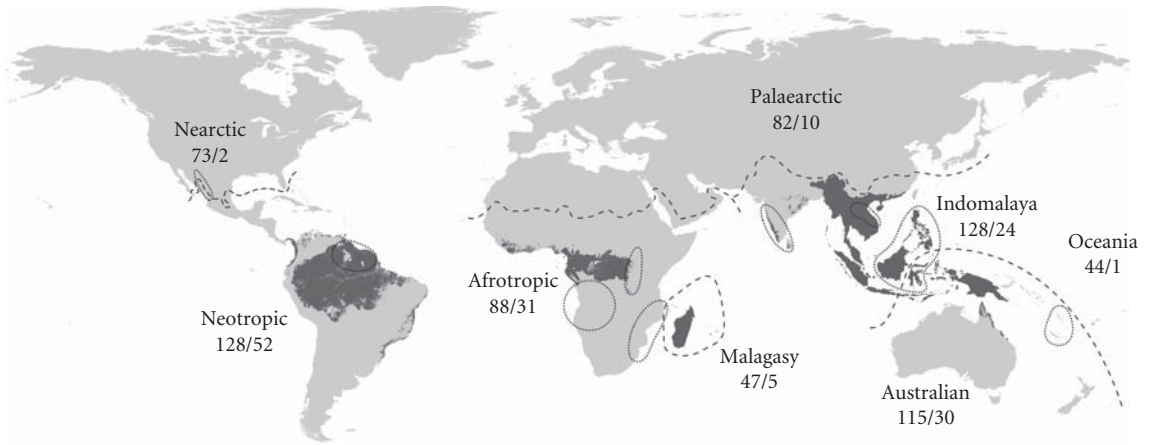 Nearctic
73/2
Palaearctic
82/10
Indomalaya
128/24
Oceania
44/1
Afrotropic
88/31
Neotropic
128/52
Malagasy
47/5
Australian
115/30